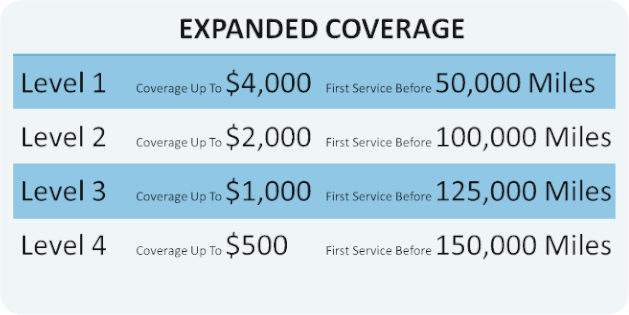 EXPANDED COVERAGE
Level 1 Coverage Up To $4,000 First Service Before 50,000 Miles
Level 2 Coverage Up To $2,000 First Service Before 100,000 Miles
Level 3 Coverage Up To $1,000 First Service Before 125,000 Miles
Level 4 Coverage Up To $500 First Service Before 150,000 Miles